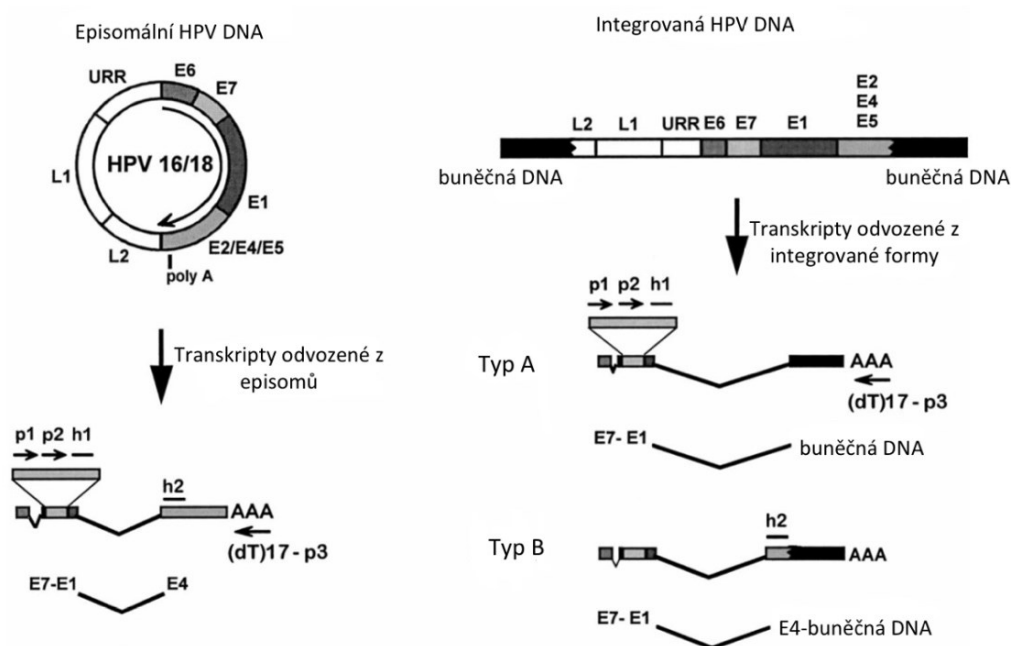 Episomální HPV DNA
URR
E6
E7
L1
HPV 16/18
E1
L2
E2/E4/E5
poly A
Transkripty odvozené z
episomů
p1 p2 h1
h2
AAA
(dT)17 - p3
E7-E1
E4
Integrovaná HPV DNA
E2
E4
E5
L2 L1 URR E6 E7 E1
buněčná DNA
buněčná DNA
Transkripty odvozené z
integrované formy
p1 p2 h1
Typ A
AAA
(dT)17 - p3
E7- E1
buněčná DNA
h2
Typ B
AAA
E7- E1
E4-buněčná DNA